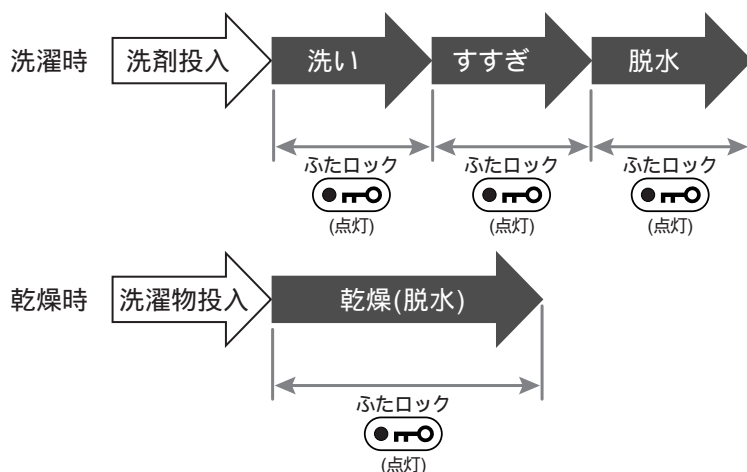 洗濯時 洗剤投入 洗い すすぎ 脱水
ふたロック ふたロック ふたロック
(点灯) (点灯) (点灯)
乾燥時 洗濯物投入 乾燥(脱水)
ふたロック
(点灯)